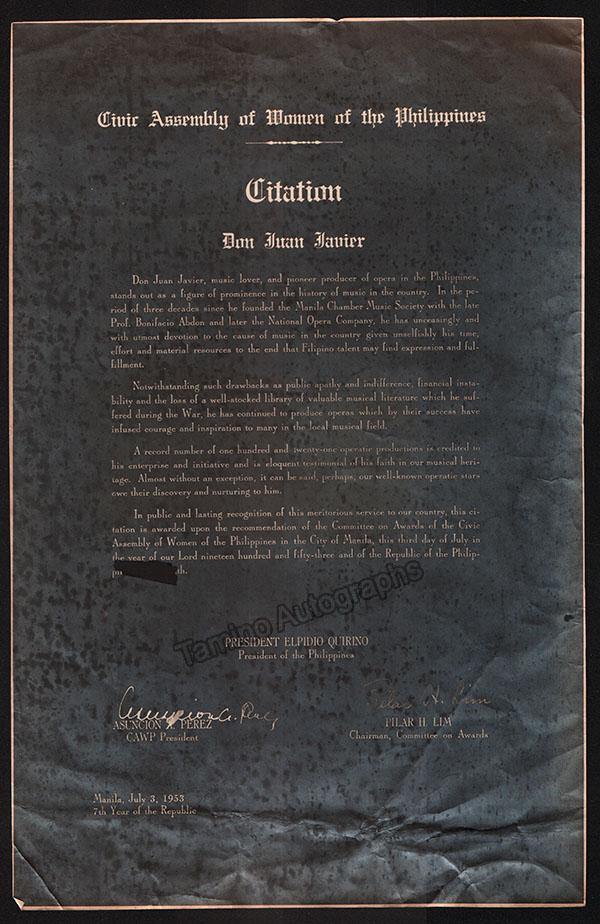 Civic Assembly of Women of the Philippines
Citation
Don Juan Javier
Don Juan Javier, music lover, and pioneer producer of opera in the Philippines,
stands out as a figure of prominence in the history of music in the country. In the pe-
riod of three decades since he founded the Manila Chamber Music Society with the late
Prof. Bonifacio Abdon and later the National Opera Company, he has unceasingly and
with utmost devotion to the cause of music in the country given unselfishly his time,
effort and material resources to the end that Filipino talent may find expression and ful-
fillment.
Notwithstanding such drawbacks as public apathy and indifference, financial insta-
bility and the loss of a well-stocked library of valuable musical literature which he suf-
fered during the War, he has continued to produce operas which by their success have
infused courage and inspiration to many in the local musical field.
A record number of one hundred and twenty-one operatic productions is credited to
his enterprise and initiative and is eloquent testimonial of his faith in our musical heri-
tage. Almost without an exception, it can be said, perhaps, our well-known operatic stars
owe their discovery and nurturing to him.
In public and lasting recognition of this meritorious service to our country, this ci-
tation is awarded upon the recommendation of the Committee on Awards of the Civic
Assembly of Women of the Philippines in the City of Manila, this third day of July in
the year of our Lord nineteen hundred and fifty-three and of the Republic of the Philip-
th.
Tamino Autographs
PRESIDENT ELPIDIO QUIRINO
President of the Philippines
Asuncion A. Perez
Pilar H. Lim
ASUNCION A. PEREZ
PILAR H. LIM
CAWP President
Chairman, Committee on Awards
Manila, July 3, 1953
7th Year of the Republic